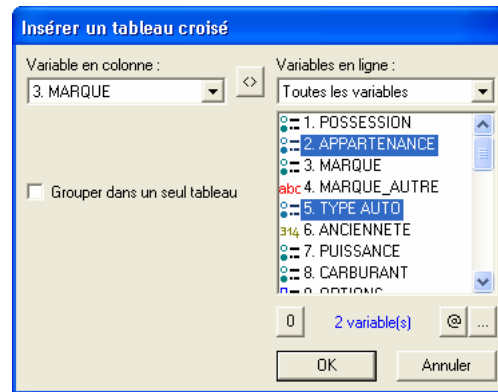 Insérer un tableau croisé
Variable en colonne :
3. MARQUE
<>
Variables en ligne :
Toutes les variables
Grouper dans un seul tableau
1. POSSESSION
2. APPARTENANCE
3. MARQUE
abc 4. MARQUE_AUTRE
5. TYPE AUTO
314 6. ANCIENNETE
7. PUISSANCE
8. CARBURANT
9. OPTIONS
0 2 variable(s) @ ...
OK Annuler